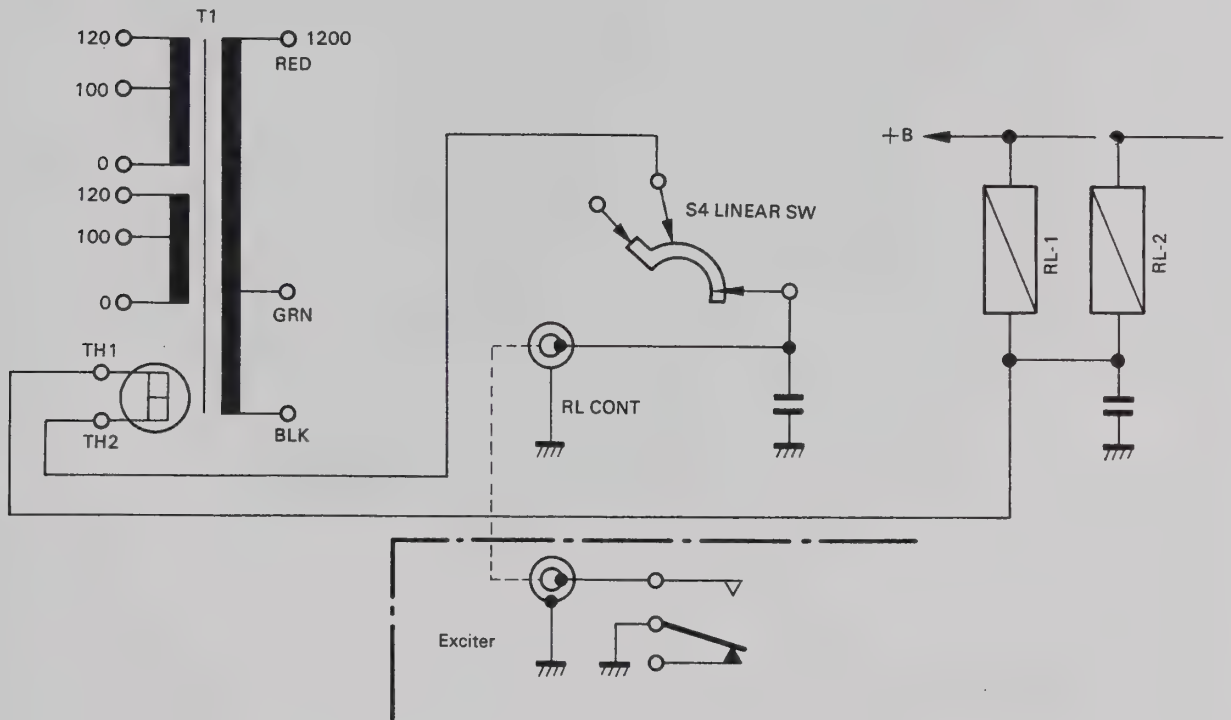 T1
120
100
0
120
100
0
TH1
TH2
1200
RED
GRN
BLK
S4 LINEAR SW
RL CONT
+B
RL-1
RL-2
Exciter